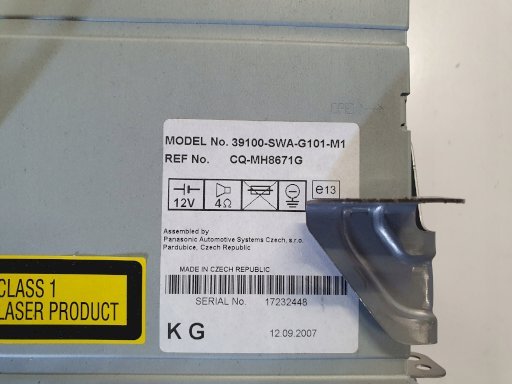 MODEL No. 39100-SWA-G101-M1
REF No. CQ-MH8671G
12V 4Ω e13
Assembled by
Panasonic Automotive Systems Czech, s.r.o.
Pardubice, Czech Republic
MADE IN CZECH REPUBLIC
SERIAL No. 17232448
K G 12.09.2007
CLASS 1
LASER PRODUCT